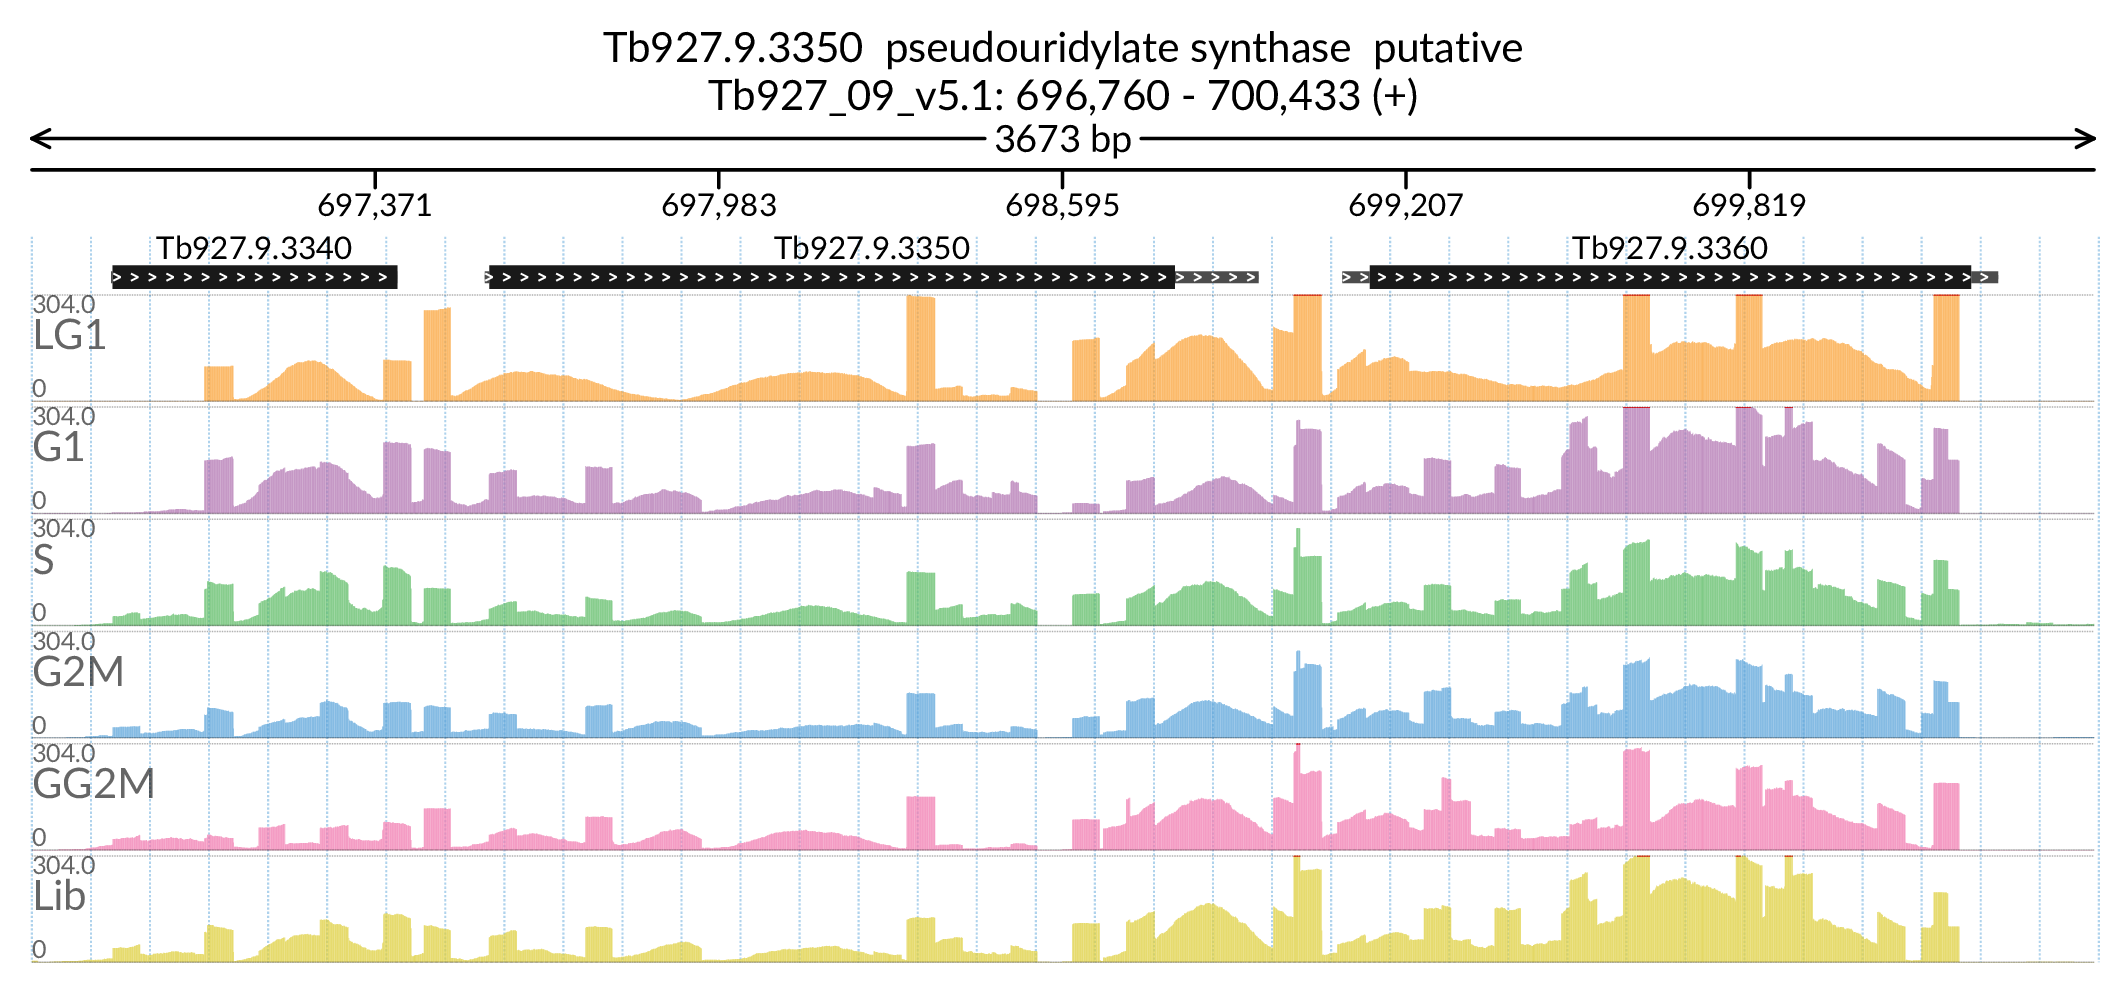 Tb927.9.3350  pseudouridylate synthase  putative
Tb927_09_v5.1: 696,760 - 700,433 (+)
3673 bp
697,371 697,983 698,595 699,207 699,819
Tb927.9.3340 Tb927.9.3350 Tb927.9.3360
304.0
LG1
0
304.0
G1
0
304.0
S
0
304.0
G2M
0
304.0
GG2M
0
304.0
Lib
0